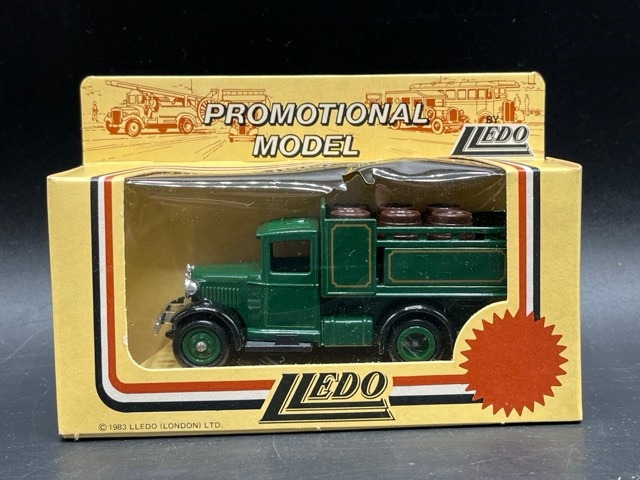 PROMOTIONAL
MODEL
BY
LLEDO
LLEDO
© 1983 LLEDO (LONDON) LTD.